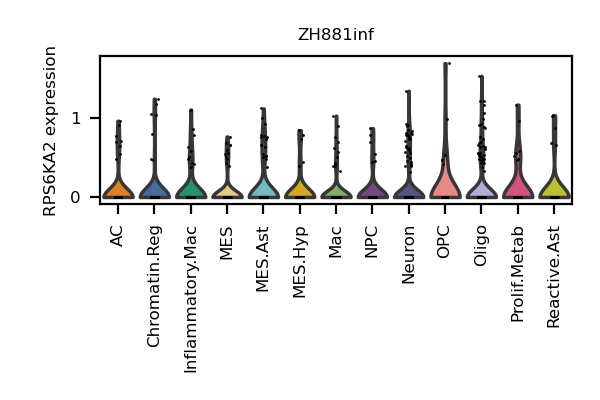 ZH881inf
RPS6KA2 expression
1
0
AC
Chromatin.Reg
Inflammatory.Mac
MES
MES.Ast
MES.Hyp
Mac
NPC
Neuron
OPC
Oligo
Prolif.Metab
Reactive.Ast